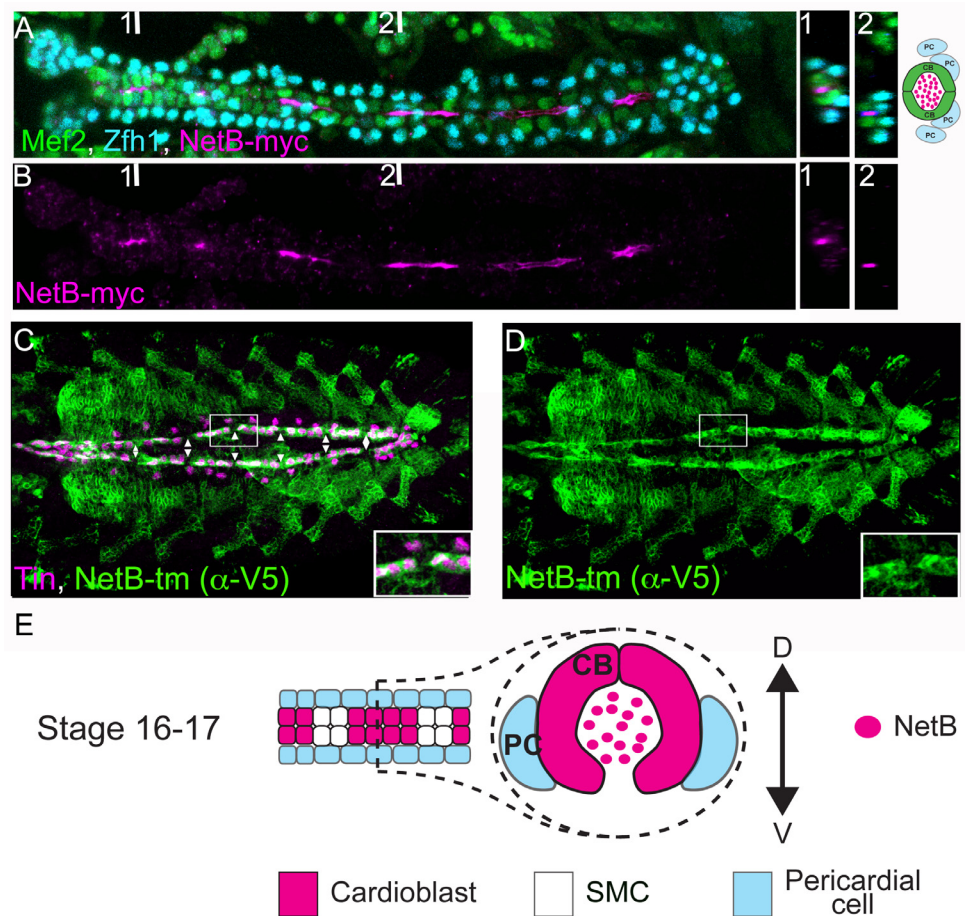 A
1
2
Mef2, Zfh1, NetB-myc
1
2
PC
PC
CB
CB
PC
PC
B
1
2
NetB-myc
1
2
C
Tin, NetB-tm (α-V5)
D
NetB-tm (α-V5)
E
Stage 16-17
CB
PC
D
V
NetB
Cardioblast
SMC
Pericardial
cell